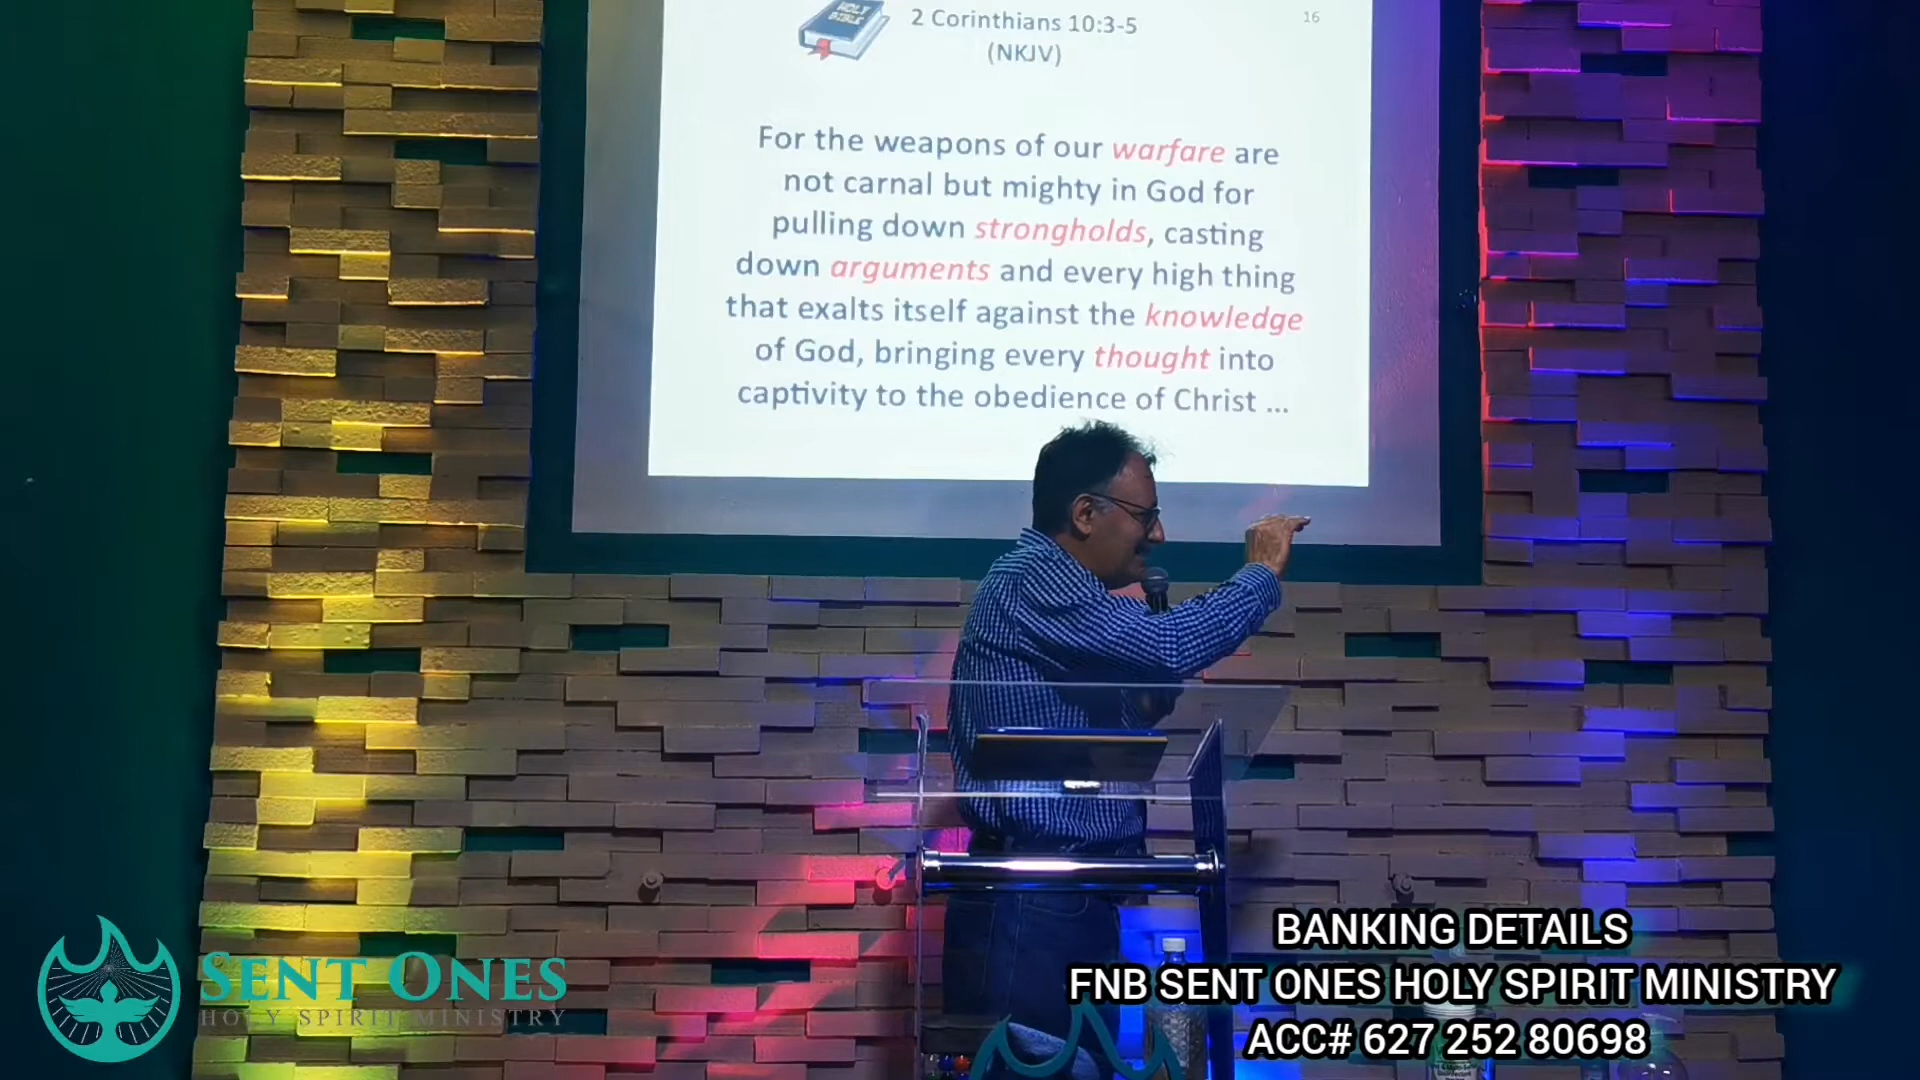 HOLY
BIBLE
2 Corinthians 10:3-5
(NKJV)
16
For the weapons of our warfare are
not carnal but mighty in God for
pulling down strongholds, casting
down arguments and every high thing
that exalts itself against the knowledge
of God, bringing every thought into
captivity to the obedience of Christ ...
SENT ONES
HOLY SPIRIT MINISTRY
BANKING DETAILS
FNB SENT ONES HOLY SPIRIT MINISTRY
ACC# 627 252 80698